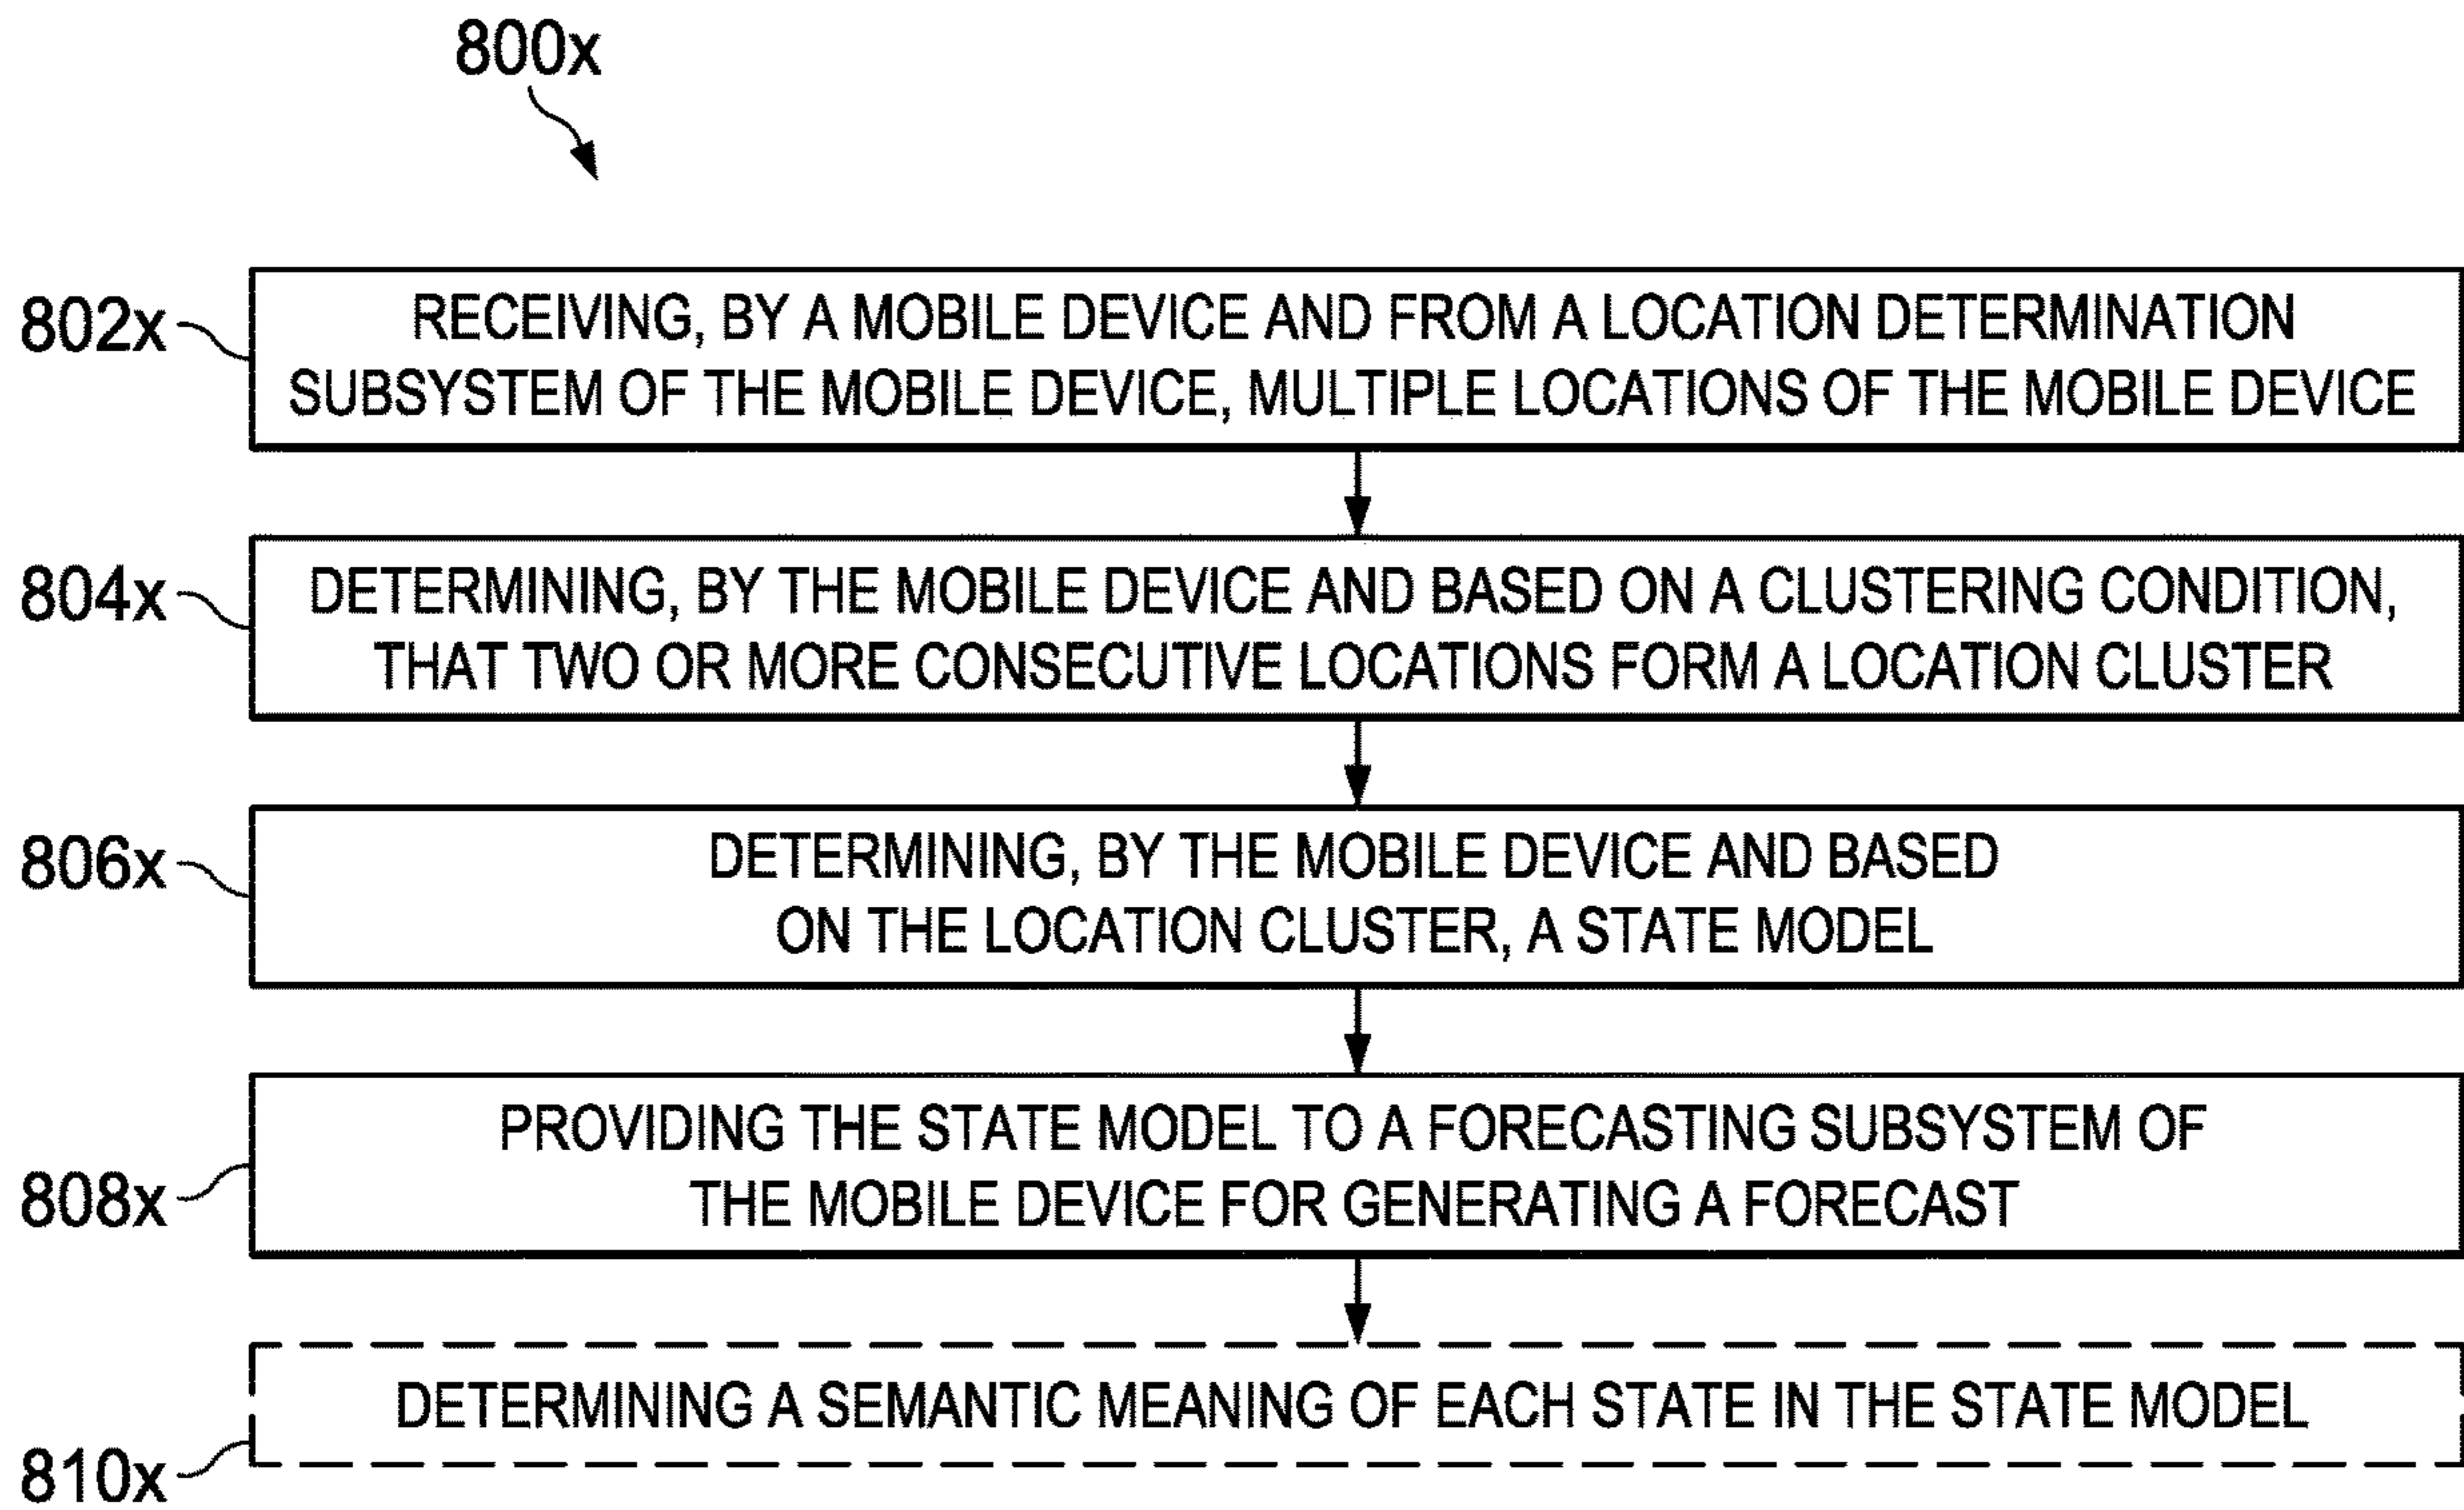 800x
802x
RECEIVING, BY A MOBILE DEVICE AND FROM A LOCATION DETERMINATION
SUBSYSTEM OF THE MOBILE DEVICE, MULTIPLE LOCATIONS OF THE MOBILE DEVICE
804x
DETERMINING, BY THE MOBILE DEVICE AND BASED ON A CLUSTERING CONDITION,
THAT TWO OR MORE CONSECUTIVE LOCATIONS FORM A LOCATION CLUSTER
806x
DETERMINING, BY THE MOBILE DEVICE AND BASED
ON THE LOCATION CLUSTER, A STATE MODEL
808x
PROVIDING THE STATE MODEL TO A FORECASTING SUBSYSTEM OF
THE MOBILE DEVICE FOR GENERATING A FORECAST
810x
DETERMINING A SEMANTIC MEANING OF EACH STATE IN THE STATE MODEL